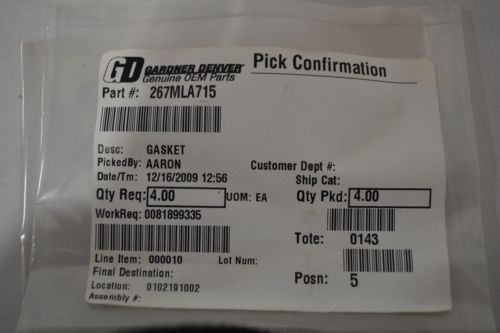 GD GARDNER DENVER Pick Confirmation
Genuine OEM Parts
Part #: 267MLA715
Desc: GASKET
PickedBy: AARON Customer Dept #:
Date/Tm: 12/16/2009 12:56 Ship Cat:
Qty Req: 4.00 UOM: EA Qty Pkd: 4.00
WorkReq: 0081899335
Tote: 0143
Line Item: 000010 Lot Num:
Final Destination:
Location: 0102191002 Posn: 5
Assembly #: